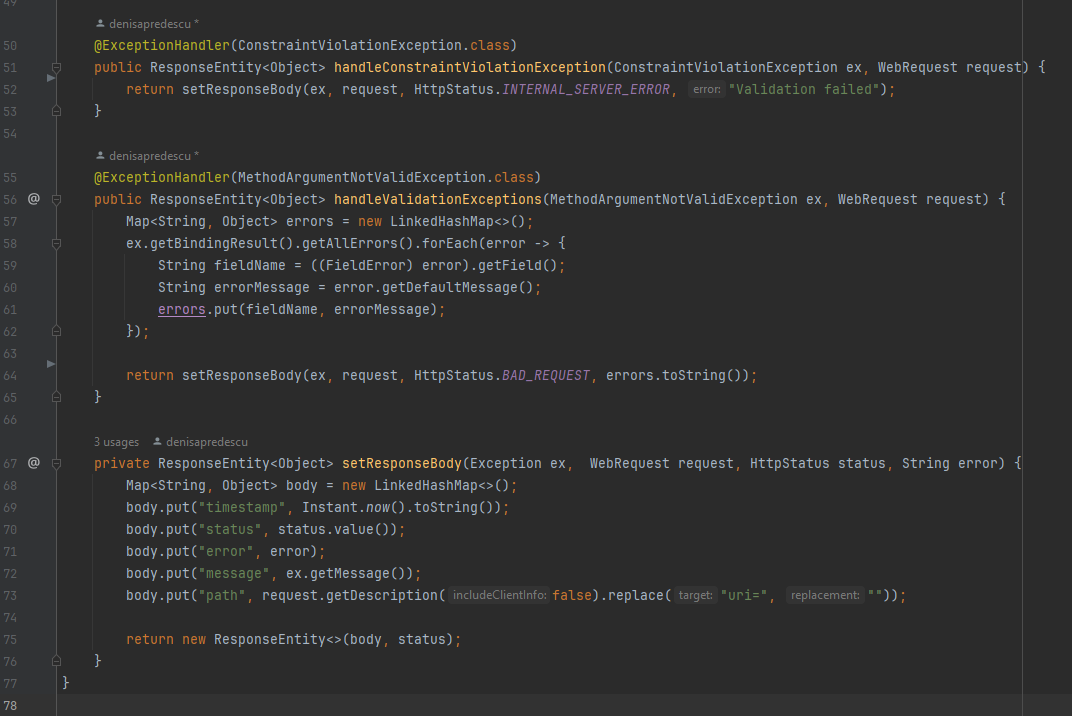 49
denisapredescu *
50 @ExceptionHandler(ConstraintViolationException.class)
51 public ResponseEntity<Object> handleConstraintViolationException(ConstraintViolationException ex, WebRequest request) {
52 return setResponseBody(ex, request, HttpStatus.INTERNAL_SERVER_ERROR, error: "Validation failed");
53 }
54
denisapredescu *
55 @ExceptionHandler(MethodArgumentNotValidException.class)
56 @ public ResponseEntity<Object> handleValidationExceptions(MethodArgumentNotValidException ex, WebRequest request) {
57 Map<String, Object> errors = new LinkedHashMap<>();
58 ex.getBindingResult().getAllErrors().forEach(error -> {
59 String fieldName = ((FieldError) error).getField();
60 String errorMessage = error.getDefaultMessage();
61 errors.put(fieldName, errorMessage);
62 });
63
64 return setResponseBody(ex, request, HttpStatus.BAD_REQUEST, errors.toString());
65 }
66
3 usages denisapredescu
67 @ private ResponseEntity<Object> setResponseBody(Exception ex,  WebRequest request, HttpStatus status, String error) {
68 Map<String, Object> body = new LinkedHashMap<>();
69 body.put("timestamp", Instant.now().toString());
70 body.put("status", status.value());
71 body.put("error", error);
72 body.put("message", ex.getMessage());
73 body.put("path", request.getDescription( includeClientInfo: false).replace( target: "uri=", replacement: ""));
74
75 return new ResponseEntity<>(body, status);
76 }
77 }
78